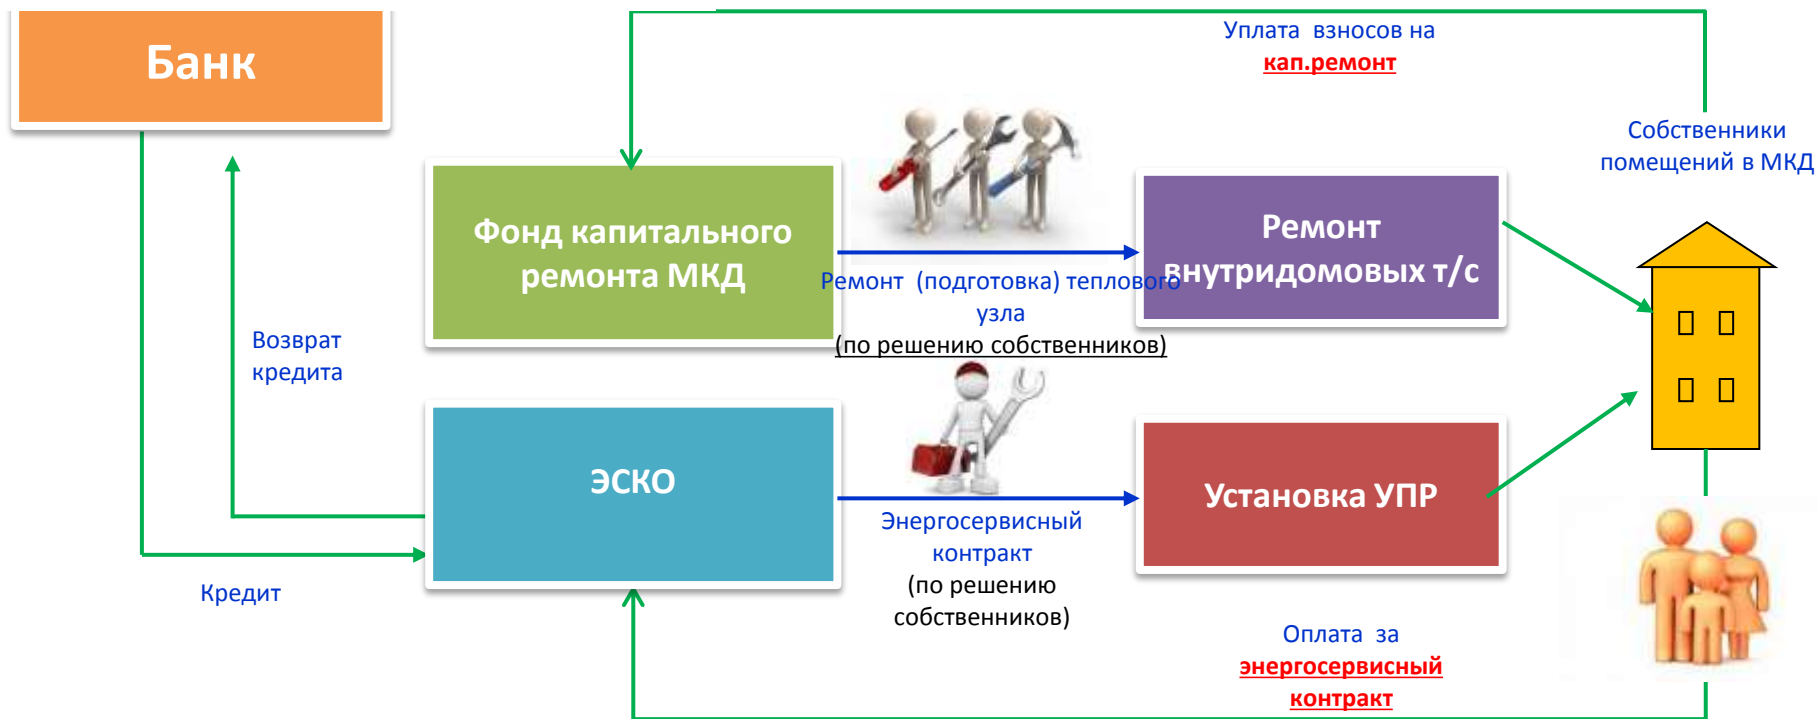 Банк
Уплата взносов на
кап.ремонт
Собственники
помещений в МКД
Фонд капитального
ремонта МКД
Ремонт (подготовка) теплового
узла
(по решению собственников)
Ремонт
внутридомовых т/с
Возврат
кредита
ЭСКО
Энергосервисный
контракт
(по решению
собственников)
Установка УПР
Кредит
Оплата за
энергосервисный
контракт